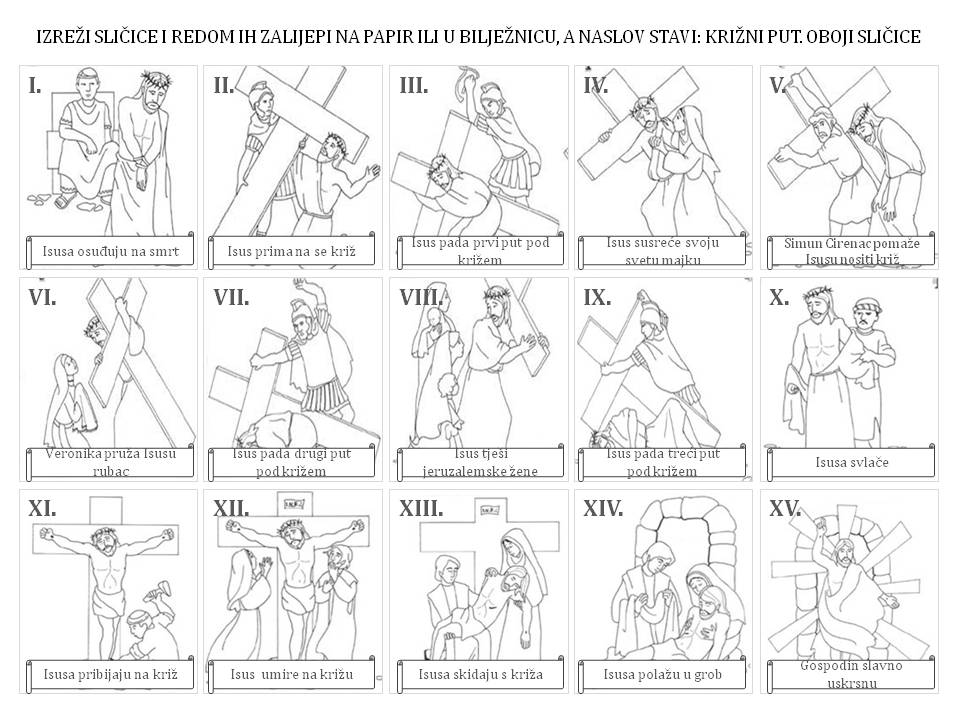 IZREŽI SLIČICE I REDOM IH ZALIJEPI NA PAPIR ILI U BILJEŽNICU, A NASLOV STAVI: KRIŽNI PUT. OBOJI SLIČICE
I.
Isusa osuđuju na smrt
II.
Isus prima na se križ
III.
Isus pada prvi put pod
križem
IV.
Isus susreće svoju
svetu majku
V.
Simun Cirenac pomaže
Isusu nositi križ
VI.
Veronika pruža Isusu
rubac
VII.
Isus pada drugi put
pod križem
VIII.
Isus tješi
jeruzalemske žene
IX.
Isus pada treći put
pod križem
X.
Isusa svlače
XI.
Isusa pribijaju na križ
XII.
I.N.R.I.
Isus umire na križu
XIII.
I.N.R.I.
Isusa skidaju s križa
XIV.
Isusa polažu u grob
XV.
Gospodin slavno
uskrsnu